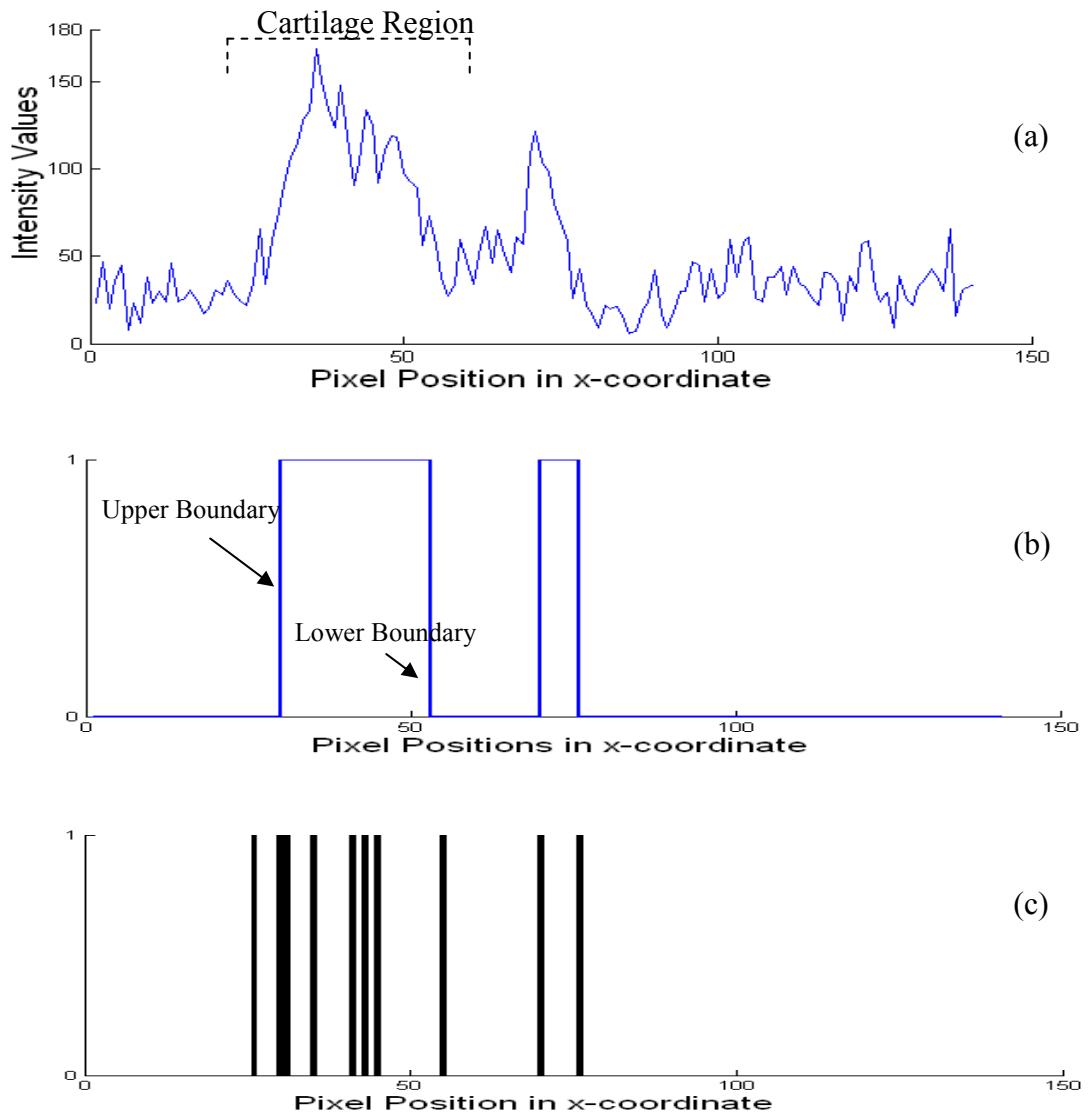 Cartilage Region
180
150
100
50
0
Intensity Values
0 50 100 150
Pixel Position in x-coordinate
(a)
1
0
Upper Boundary
Lower Boundary
0 50 100 150
Pixel Positions in x-coordinate
(b)
1
0
0 50 100 150
Pixel Position in x-coordinate
(c)